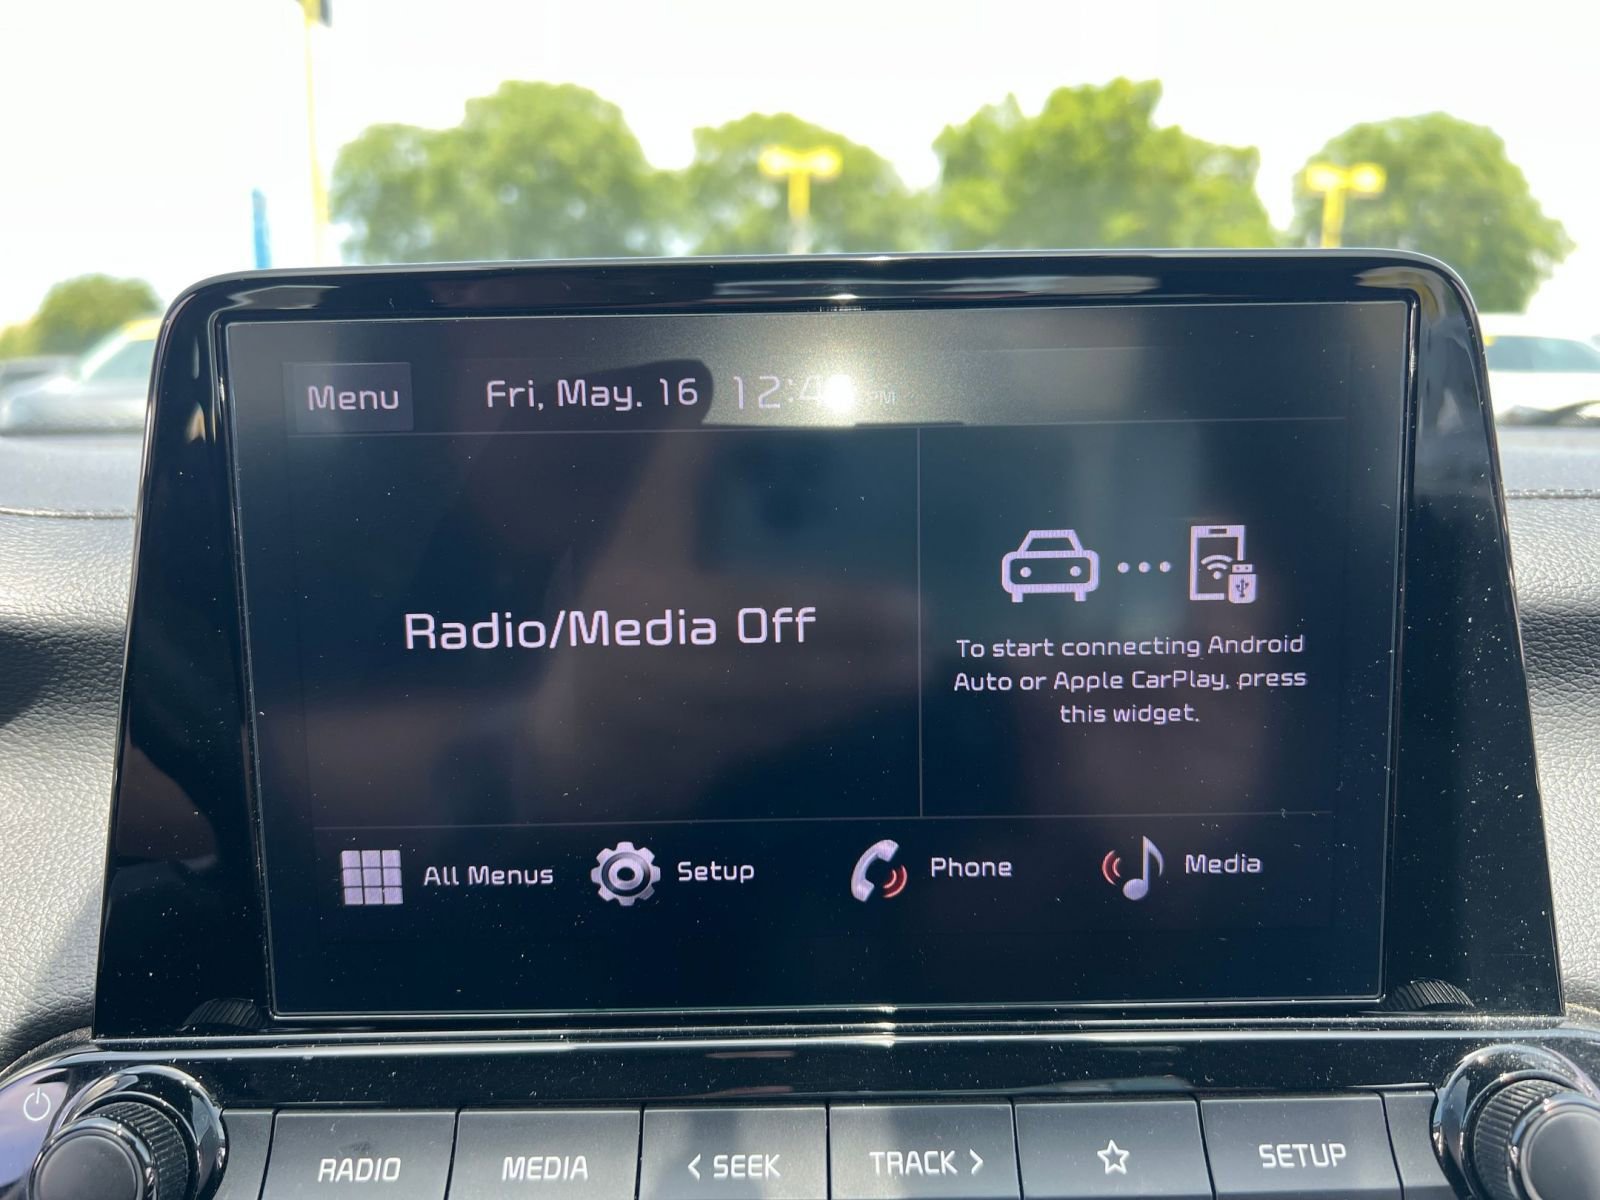 Menu
Fri, May. 16
PM
Radio/Media Off
To start connecting Android
Auto or Apple CarPlay, press
this widget.
All Menus
Setup
Phone
Media
RADIO
MEDIA
< SEEK
TRACK >
SETUP